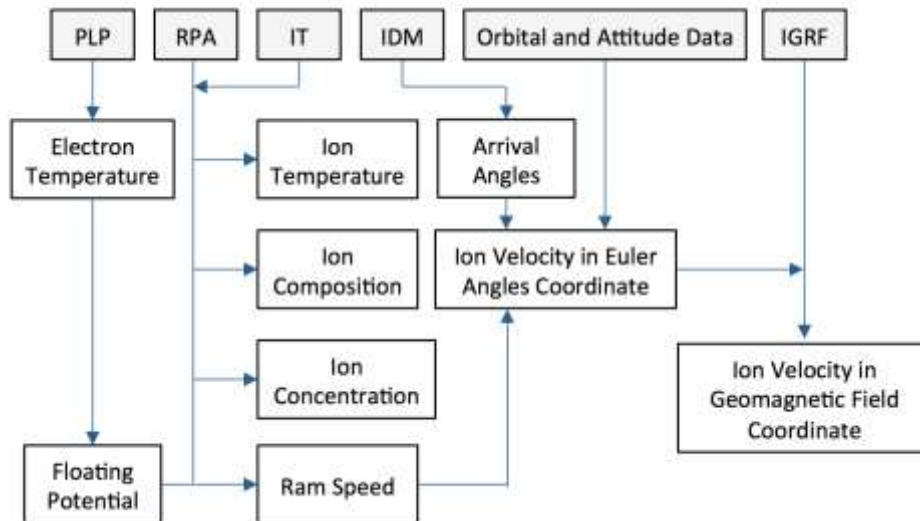 PLP
RPA
IT
IDM
Orbital and Attitude Data
IGRF
Electron
Temperature
Ion
Temperature
Arrival
Angles
Ion
Composition
Ion Velocity in Euler
Angles Coordinate
Ion
Concentration
Ion Velocity in
Geomagnetic Field
Coordinate
Floating
Potential
Ram Speed